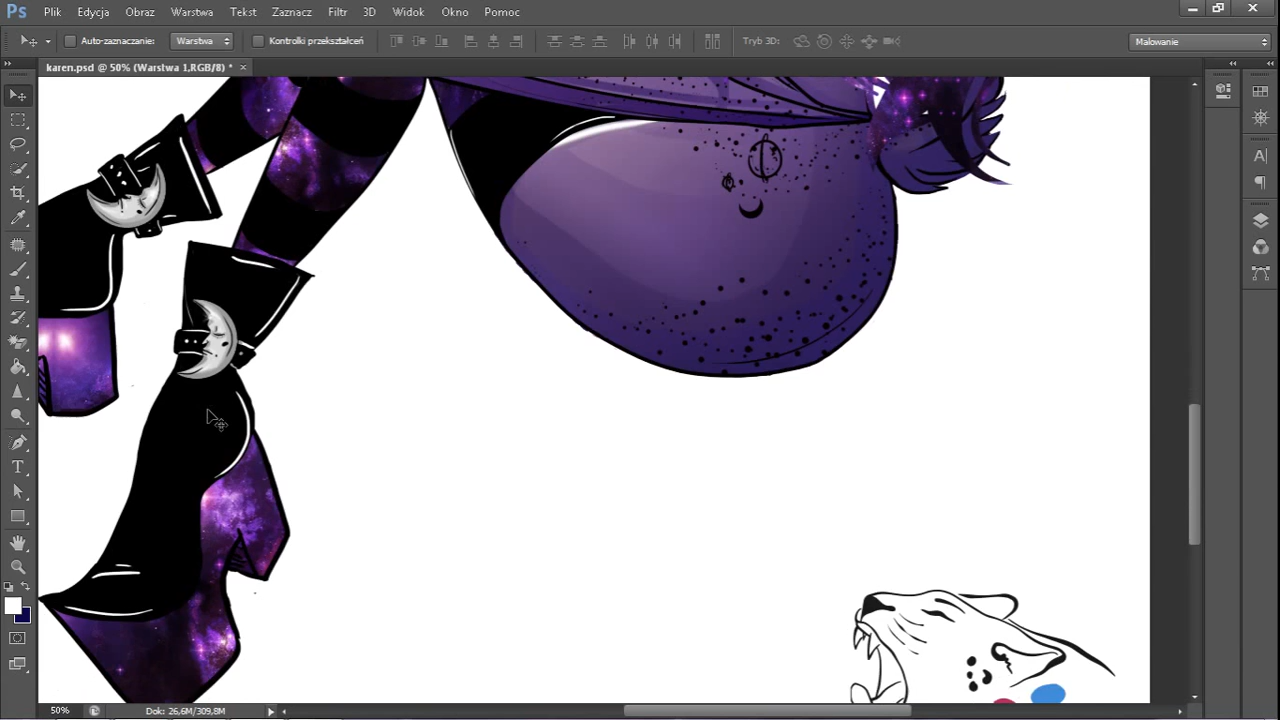 Ps Plik Edycja Obraz Warstwa Tekst Zaznacz Filtr 3D Widok Okno Pomoc
Auto-zaznaczanie: Warstwa Kontrolki przekształceń Tryb 3D: Malowanie
karen.psd @ 50% (Warstwa 1,RGB/8) *
50% Dok: 26,6M/309,8M